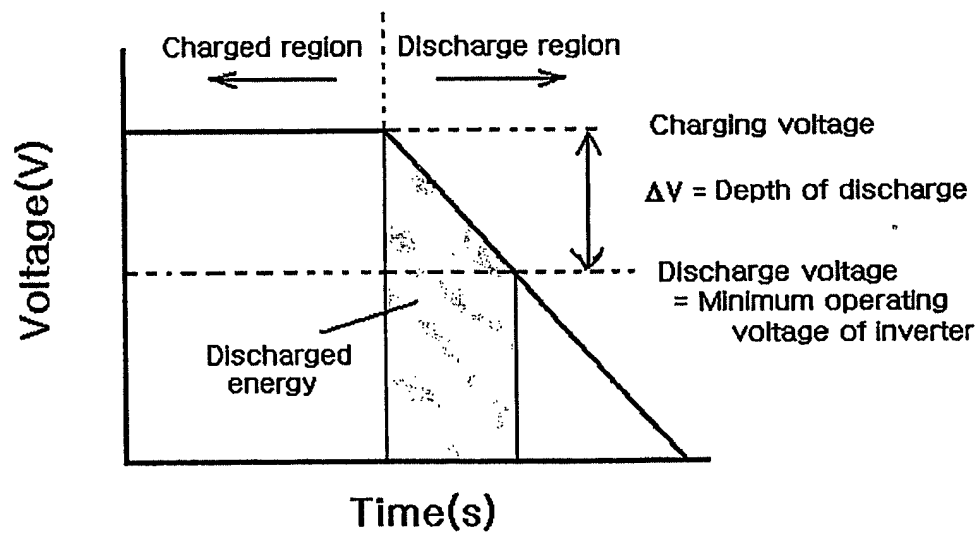 Charged region
Discharge region
Charging voltage
ΔV = Depth of discharge
Discharge voltage
= Minimum operating
voltage of inverter
Discharged
energy
Voltage(V)
Time(s)